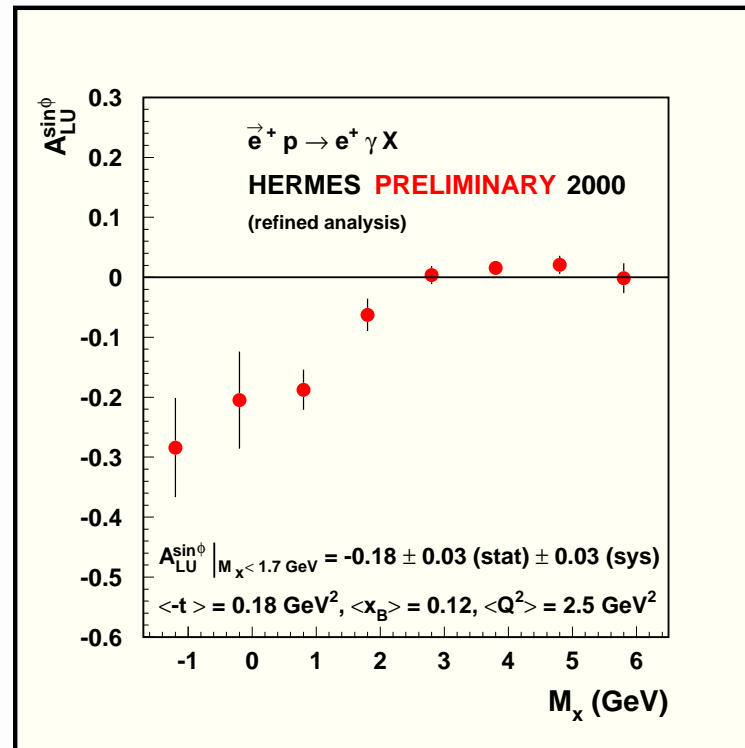 A_LU^sinϕ
0.3
0.2
0.1
0
-0.1
-0.2
-0.3
-0.4
-0.5
-0.6
e⃗⁺ p → e⁺ γ X
HERMES PRELIMINARY 2000
(refined analysis)
A_LU^sinϕ |_M_x < 1.7 GeV = -0.18 ± 0.03 (stat) ± 0.03 (sys)
<-t > = 0.18 GeV², <x_B> = 0.12, <Q²> = 2.5 GeV²
-1 0 1 2 3 4 5 6
M_x (GeV)